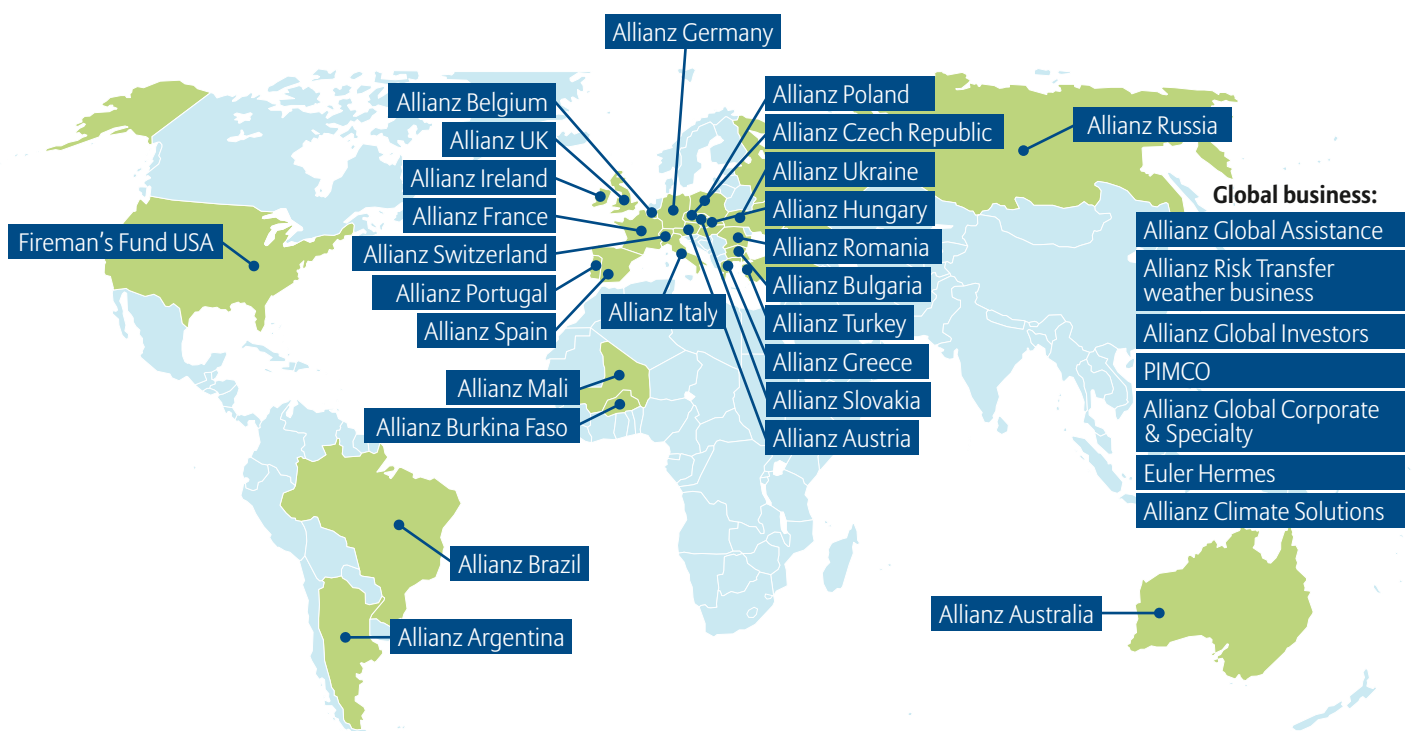 Allianz Germany
Allianz Belgium
Allianz UK
Allianz Ireland
Allianz France
Allianz Switzerland
Allianz Portugal
Allianz Spain
Fireman’s Fund USA
Allianz Italy
Allianz Poland
Allianz Czech Republic
Allianz Ukraine
Allianz Hungary
Allianz Romania
Allianz Bulgaria
Allianz Turkey
Allianz Greece
Allianz Slovakia
Allianz Austria
Allianz Russia
Allianz Mali
Allianz Burkina Faso
Allianz Brazil
Allianz Argentina
Allianz Australia
Global business:
Allianz Global Assistance
Allianz Risk Transfer
weather business
Allianz Global Investors
PIMCO
Allianz Global Corporate
& Specialty
Euler Hermes
Allianz Climate Solutions